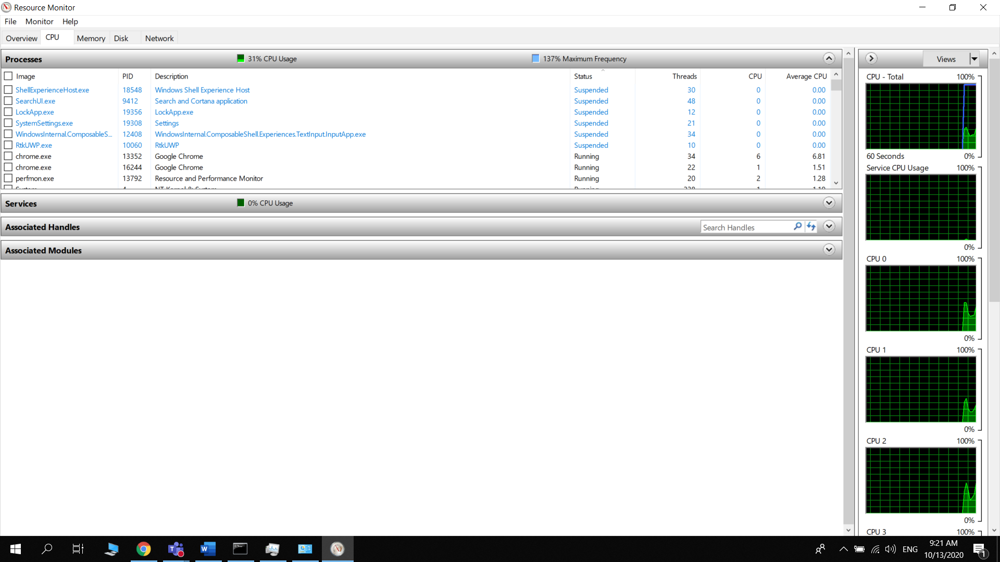 Resource Monitor
File Monitor Help
Overview CPU Memory Disk Network
Processes 31% CPU Usage 137% Maximum Frequency
Image PID Description Status Threads CPU Average CPU
ShellExperienceHost.exe 18548 Windows Shell Experience Host Suspended 30 0 0.00
SearchUI.exe 9412 Search and Cortana application Suspended 48 0 0.00
LockApp.exe 19356 LockApp.exe Suspended 12 0 0.00
SystemSettings.exe 19308 Settings Suspended 21 0 0.00
WindowsInternal.ComposableS... 12408 WindowsInternal.ComposableShell.Experiences.TextInput.InputApp.exe Suspended 34 0 0.00
RtkUWP.exe 10060 RtkUWP Suspended 10 0 0.00
chrome.exe 13352 Google Chrome Running 34 6 6.81
chrome.exe 16244 Google Chrome Running 22 1 1.51
perfmon.exe 13792 Resource and Performance Monitor Running 20 2 1.28
Services 0% CPU Usage
Associated Handles Search Handles
Associated Modules
Views
CPU - Total 100%
60 Seconds 0%
Service CPU Usage 100%
0%
CPU 0 100%
0%
CPU 1 100%
0%
CPU 2 100%
0%
CPU 3 100%
ENG 9:21 AM
10/13/2020
1